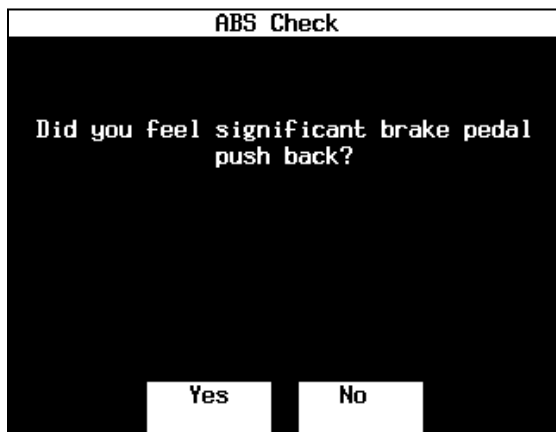 ABS Check
Did you feel significant brake pedal
push back?
Yes
No